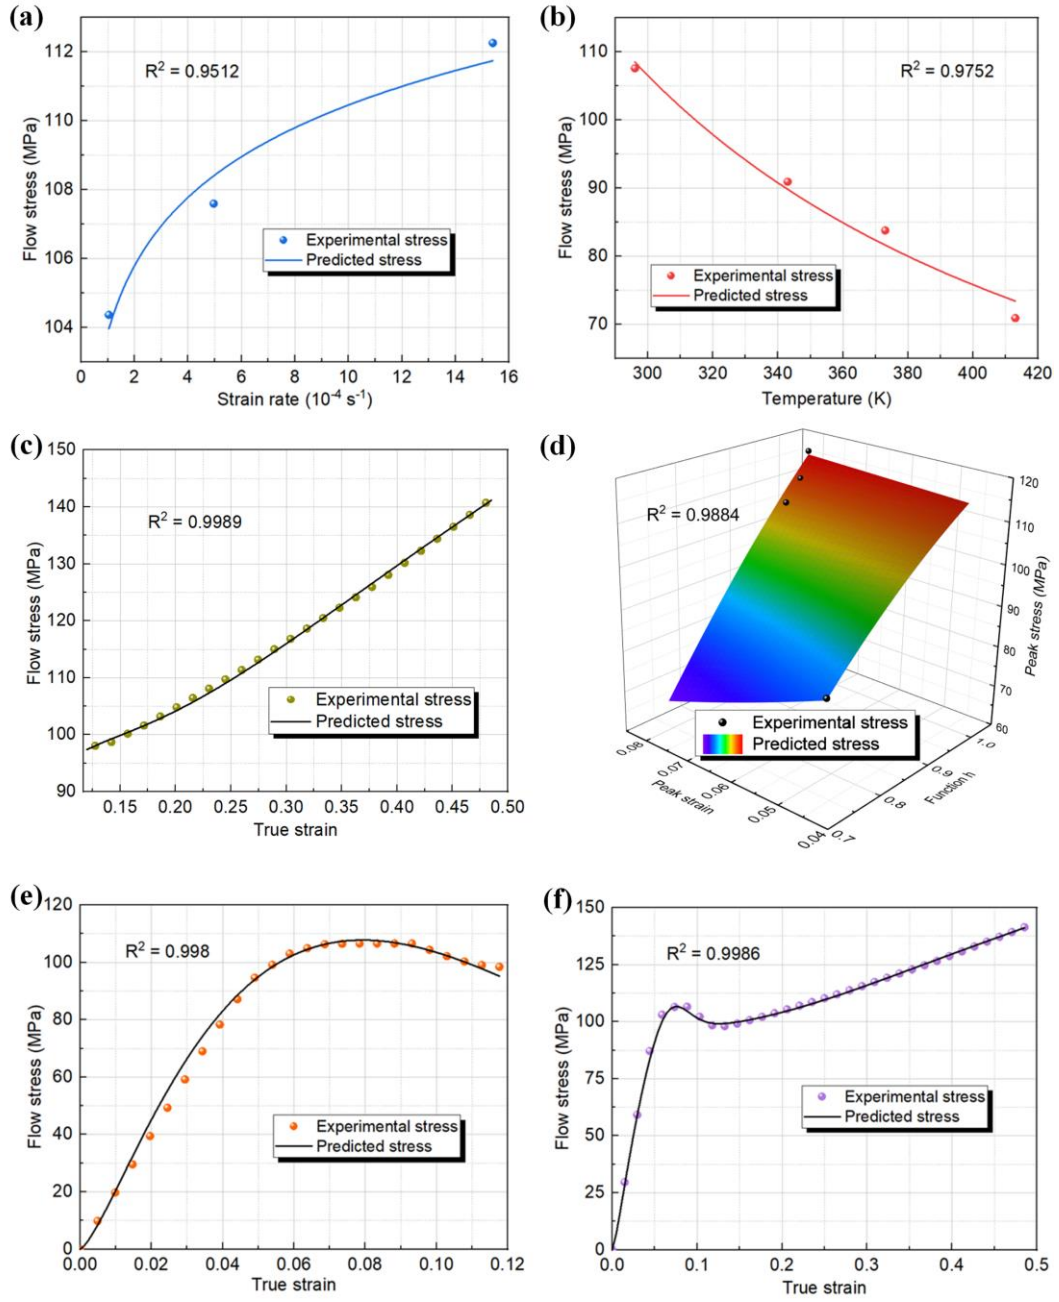 (a)
112
110
108
106
104
0 2 4 6 8 10 12 14 16
Flow stress (MPa)
Strain rate (10⁻⁴ s⁻¹)
R² = 0.9512
Experimental stress
Predicted stress
(b)
110
100
90
80
70
300 320 340 360 380 400 420
Flow stress (MPa)
Temperature (K)
R² = 0.9752
Experimental stress
Predicted stress
(c)
150
140
130
120
110
100
90
0.15 0.20 0.25 0.30 0.35 0.40 0.45 0.50
Flow stress (MPa)
True strain
R² = 0.9989
Experimental stress
Predicted stress
(d)
R² = 0.9884
120
110
100
90
80
70
60
Peak stress (MPa)
Experimental stress
Predicted stress
0.08 0.07 0.06 0.05 0.04
Peak strain
0.7 0.8 0.9 1.0
Function h
(e)
120
100
80
60
40
20
0
0.00 0.02 0.04 0.06 0.08 0.10 0.12
Flow stress (MPa)
True strain
R² = 0.998
Experimental stress
Predicted stress
(f)
150
125
100
75
50
25
0
0.0 0.1 0.2 0.3 0.4 0.5
Flow stress (MPa)
True strain
R² = 0.9986
Experimental stress
Predicted stress